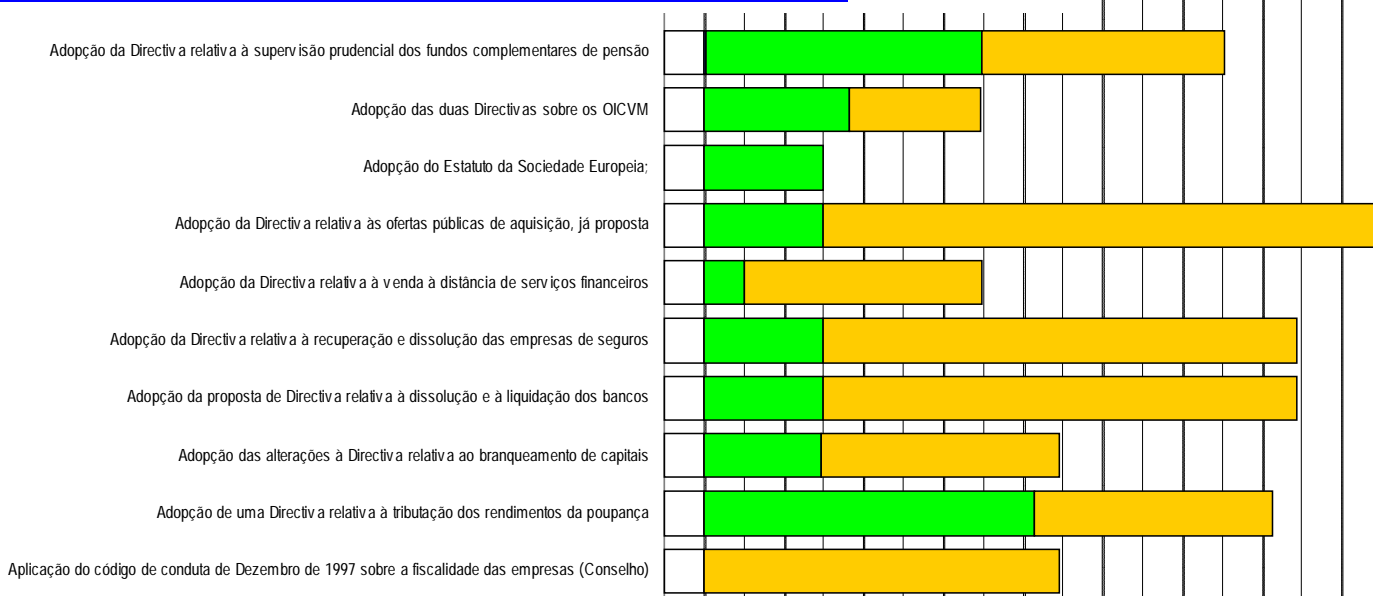 Adopção da Directiva relativa à supervisão prudencial dos fundos complementares de pensão
Adopção das duas Directivas sobre os OICVM
Adopção do Estatuto da Sociedade Europeia;
Adopção da Directiva relativa às ofertas públicas de aquisição, já proposta
Adopção da Directiva relativa à venda à distância de serviços financeiros
Adopção da Directiva relativa à recuperação e dissolução das empresas de seguros
Adopção da proposta de Directiva relativa à dissolução e à liquidação dos bancos
Adopção das alterações à Directiva relativa ao branqueamento de capitais
Adopção de uma Directiva relativa à tributação dos rendimentos da poupança
Aplicação do código de conduta de Dezembro de 1997 sobre a fiscalidade das empresas (Conselho)